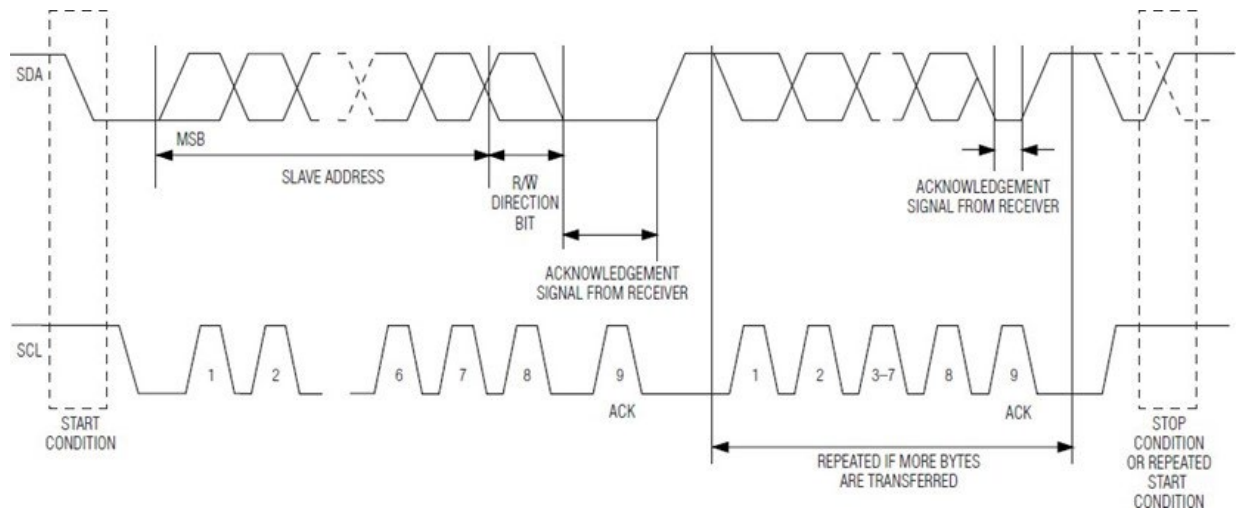 SDA
MSB
SLAVE ADDRESS
R/W̅
DIRECTION
BIT
ACKNOWLEDGEMENT
SIGNAL FROM RECEIVER
ACKNOWLEDGEMENT
SIGNAL FROM RECEIVER
SCL
1 2 6 7 8 9 1 2 3–7 8 9
ACK ACK
START
CONDITION
REPEATED IF MORE BYTES
ARE TRANSFERRED
STOP
CONDITION
OR REPEATED
START
CONDITION